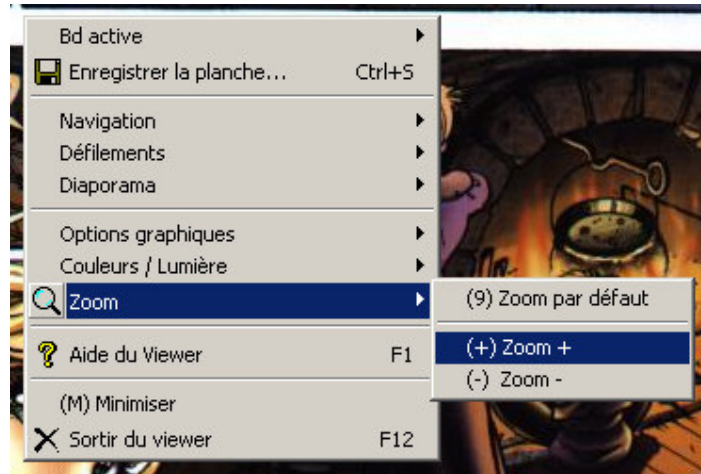 Bd active
Enregistrer la planche... Ctrl+S
Navigation
Défilements
Diaporama
Options graphiques
Couleurs / Lumière
Zoom
(9) Zoom par défaut
(+) Zoom +
(-) Zoom -
Aide du Viewer F1
(M) Minimiser
Sortir du viewer F12